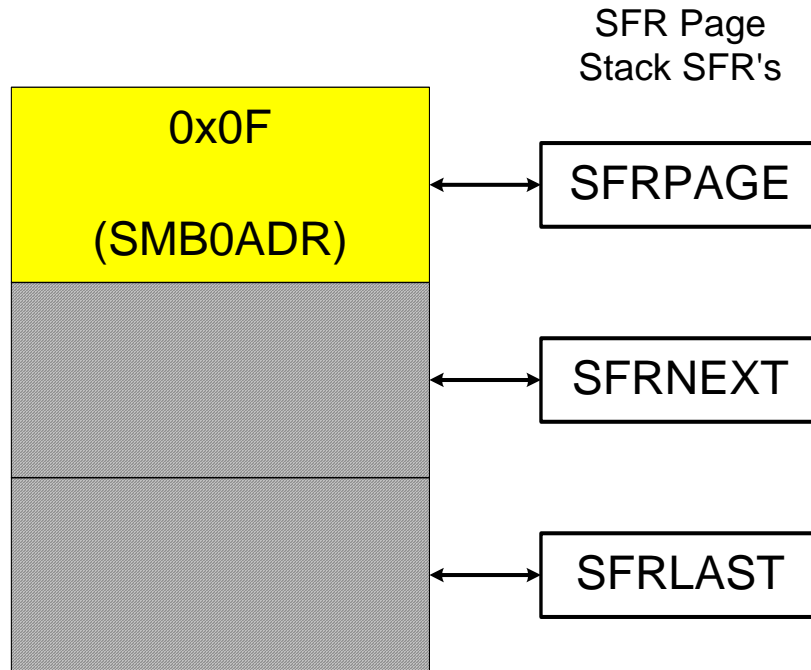 SFR Page
Stack SFR's
0x0F
(SMB0ADR)
SFRPAGE
SFRNEXT
SFRLAST